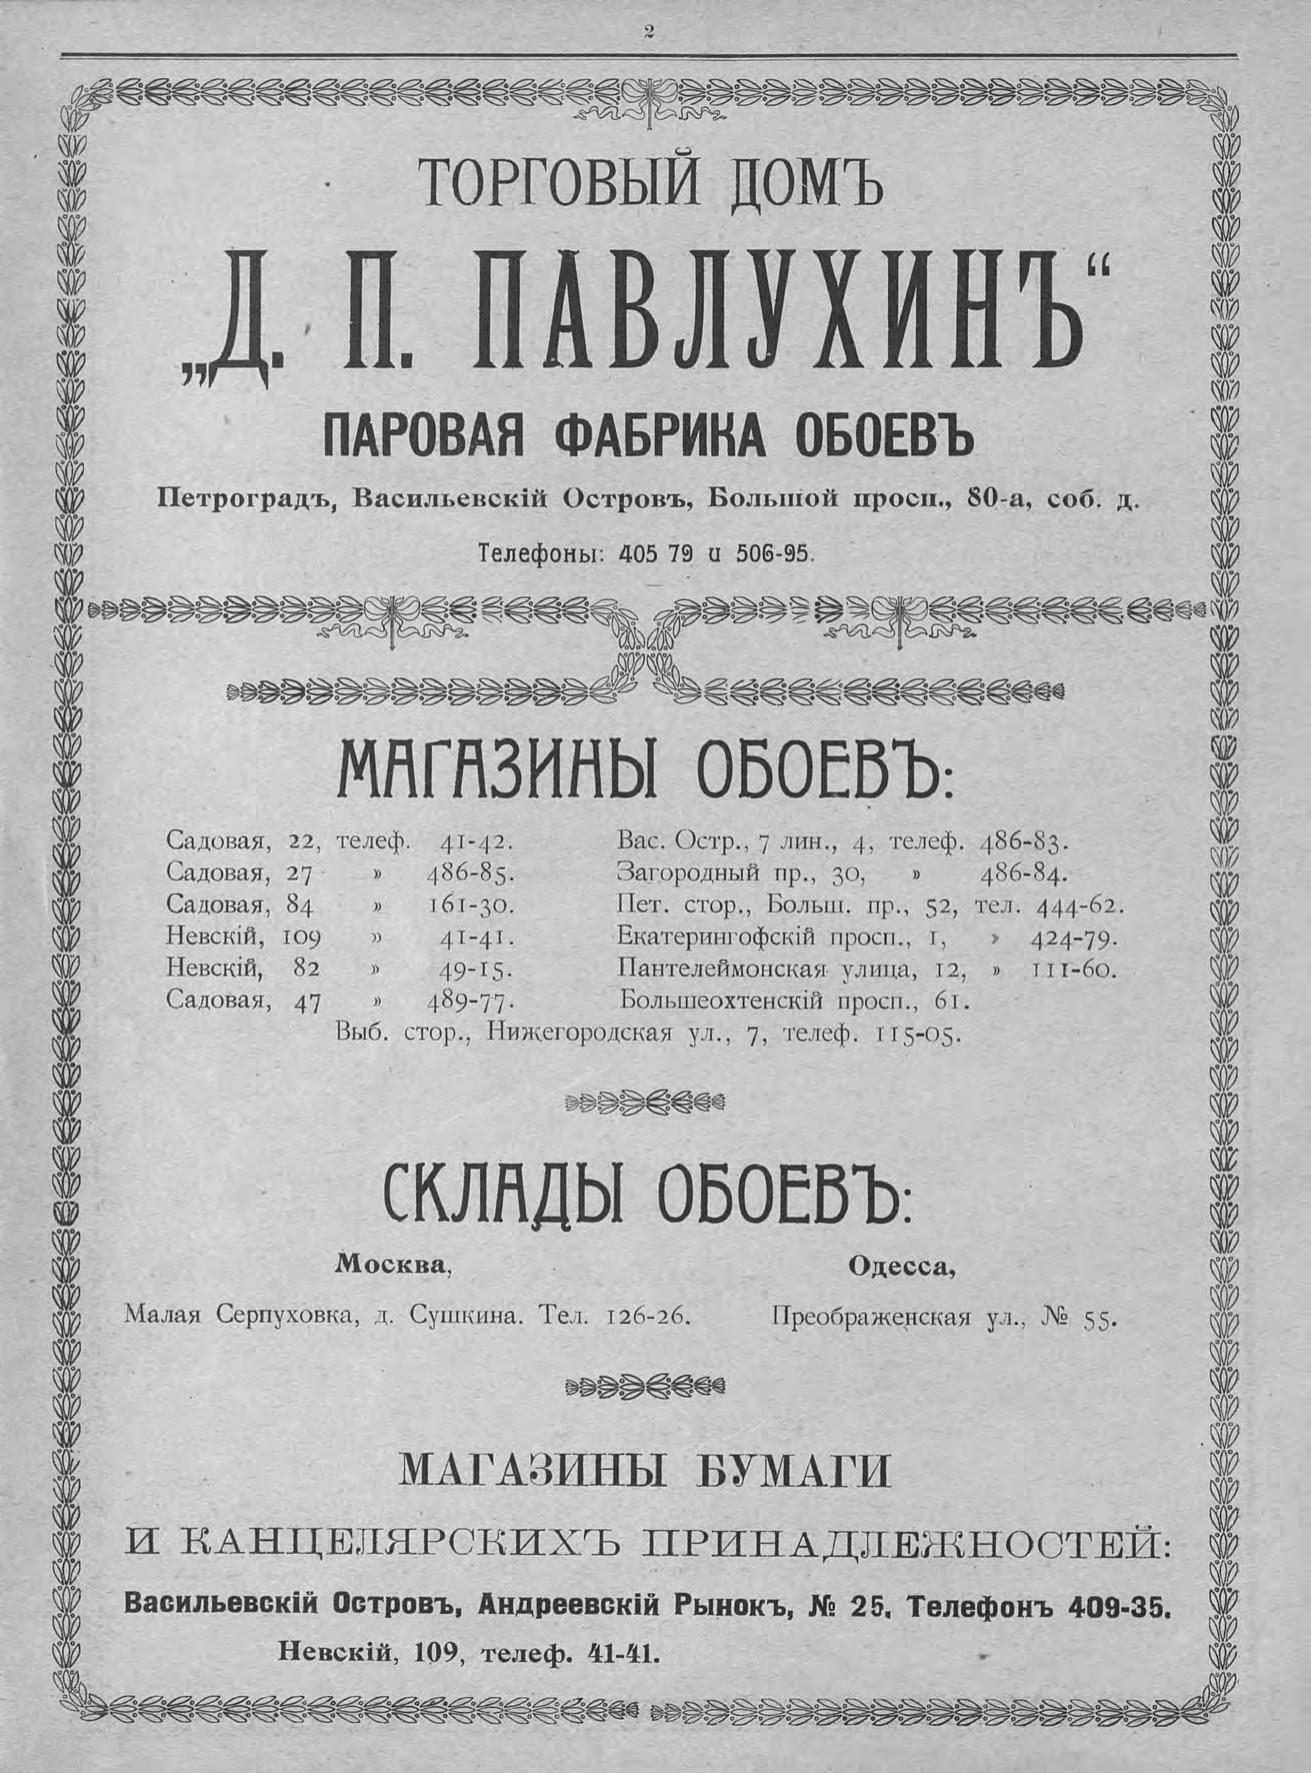 2
ТОРГОВЫЙ ДОМЪ
„Д. П. ПАВЛУХИНЪ“
ПАРОВАЯ ФАБРИКА ОБОЕВЪ
Петроградъ, Васильевскій Островъ, Большой просп., 80-а, соб. д.
Телефоны: 405 79 и 506-95.
МАГАЗИНЫ ОБОЕВЪ:
Садовая, 22, телеф. 41-42.
Садовая, 27 » 486-85.
Садовая, 84 » 161-30.
Невскій, 109 » 41-41.
Невскій, 82 » 49-15.
Садовая, 47 » 489-77.
Вас. Остр., 7 лин., 4, телеф. 486-83.
Загородный пр., 30, » 486-84.
Пет. стор., Больш. пр., 52, тел. 444-62.
Екатерингофскій просп., 1, » 424-79.
Пантелеймонская улица, 12, » 111-60.
Большеохтенскій просп., 61.
Выб. стор., Нижегородская ул., 7, телеф. 115-05.
СКЛАДЫ ОБОЕВЪ:
Москва,
Малая Серпуховка, д. Сушкина. Тел. 126-26.
Одесса,
Преображенская ул., № 55.
МАГАЗИНЫ БУМАГИ
И КАНЦЕЛЯРСКИХЪ ПРИНАДЛЕЖНОСТЕЙ:
Васильевскій Островъ, Андреевскій Рынокъ, № 25. Телефонъ 409-35.
Невскій, 109, телеф. 41-41.